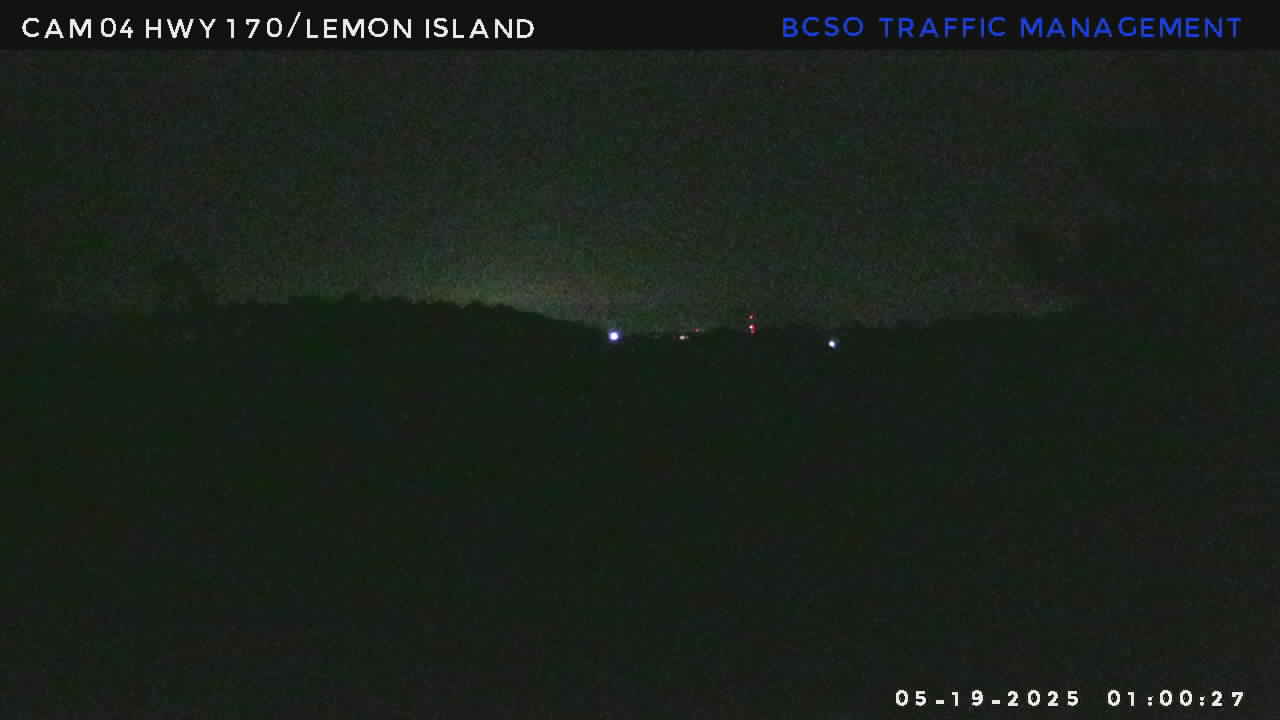 CAM 04 HWY 170/LEMON ISLAND
BCSO TRAFFIC MANAGEMENT
05-19-2025 01:00:27